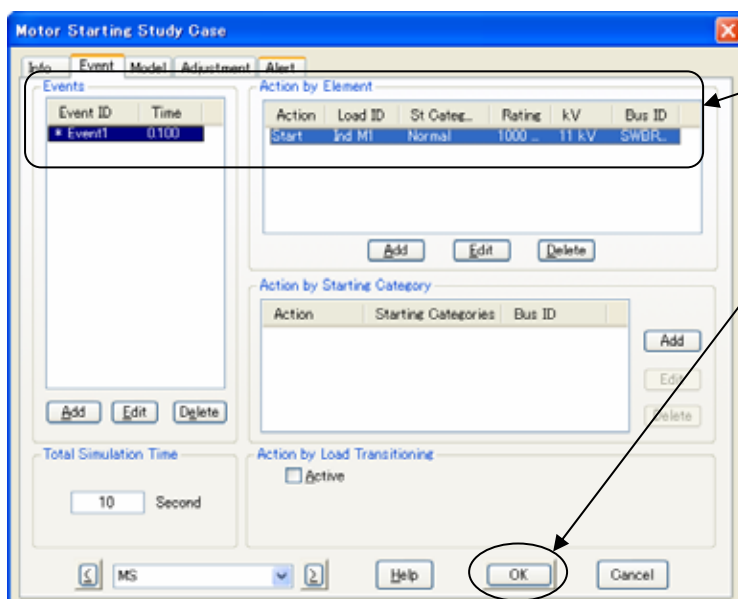 Motor Starting Study Case
Info Event Model Adjustment Alert
Events
Event ID Time
* Event1 0.100
Add Edit Delete
Action by Element
Action Load ID St Categ... Rating kV Bus ID
Start Ind M1 Normal 1000 ... 11 kV SWBR...
Add Edit Delete
Action by Starting Category
Action Starting Categories Bus ID
Add
Edit
Delete
Total Simulation Time
10 Second
Action by Load Transitioning
Active
≤ MS ≥ Help OK Cancel